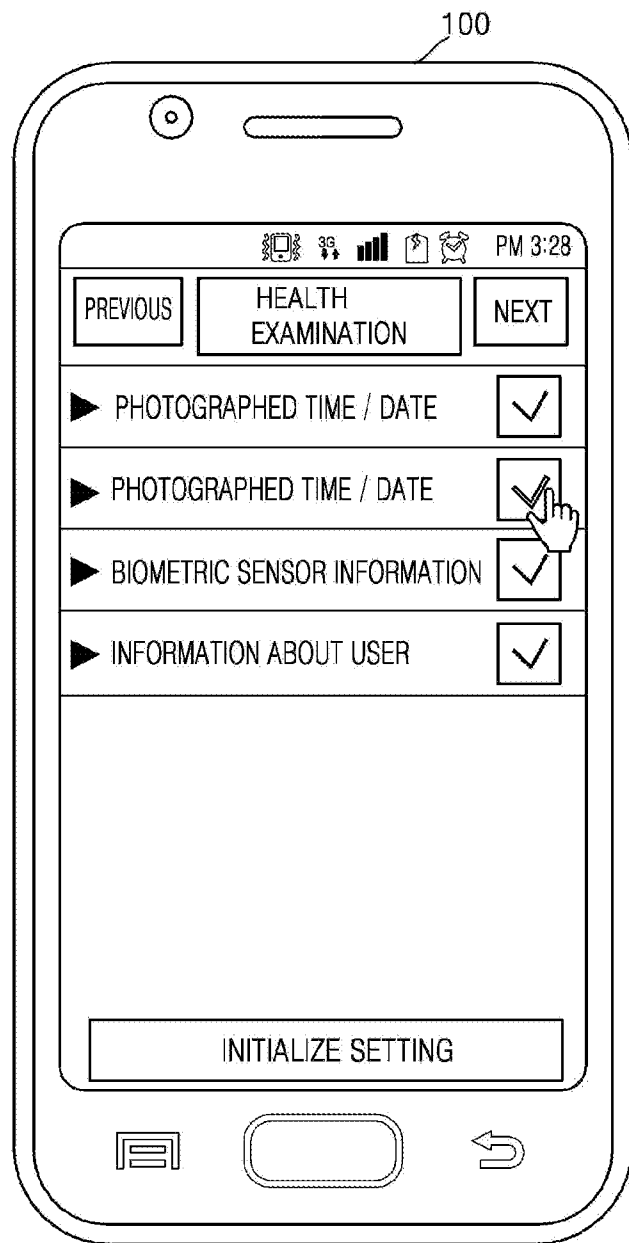 100
3G PM 3:28
PREVIOUS
HEALTH
EXAMINATION
NEXT
PHOTOGRAPHED TIME / DATE
PHOTOGRAPHED TIME / DATE
BIOMETRIC SENSOR INFORMATION
INFORMATION ABOUT USER
INITIALIZE SETTING